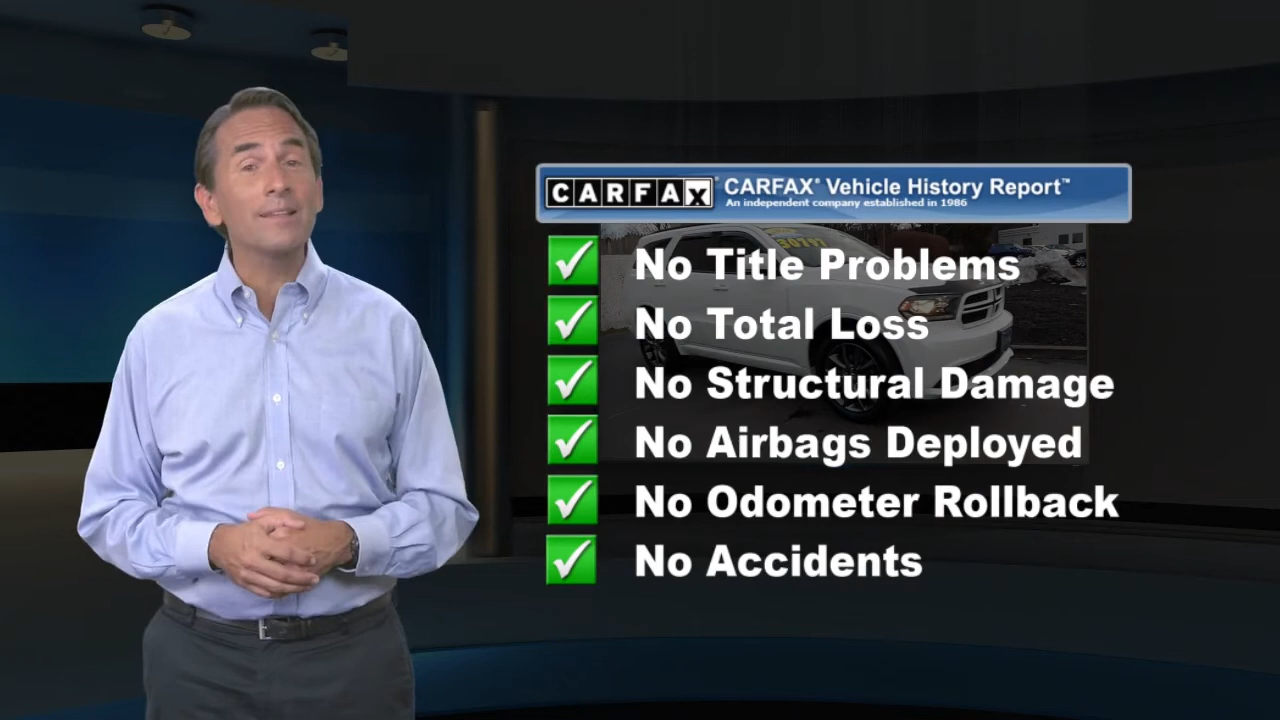 CARFAX® CARFAX® Vehicle History Report™
An independent company established in 1986
No Title Problems
No Total Loss
No Structural Damage
No Airbags Deployed
No Odometer Rollback
No Accidents